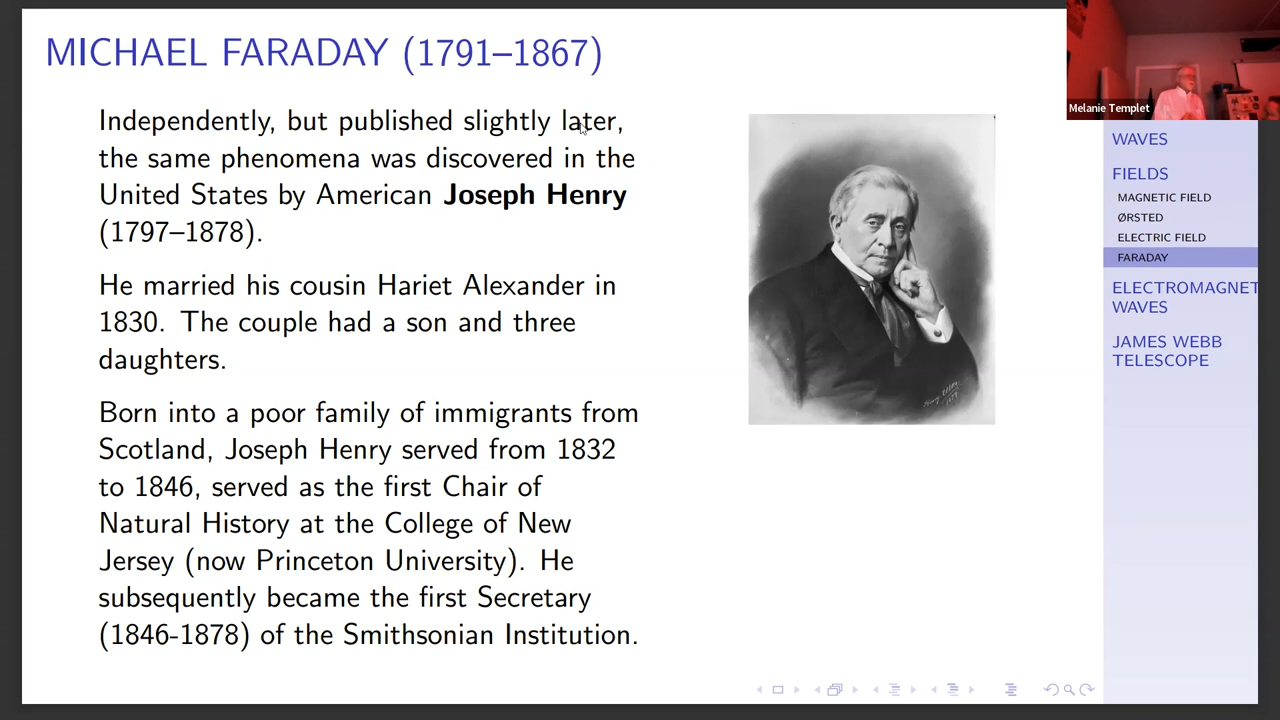 MICHAEL FARADAY (1791–1867)
Independently, but published slightly later,
the same phenomena was discovered in the
United States by American Joseph Henry
(1797–1878).
He married his cousin Hariet Alexander in
1830. The couple had a son and three
daughters.
Born into a poor family of immigrants from
Scotland, Joseph Henry served from 1832
to 1846, served as the first Chair of
Natural History at the College of New
Jersey (now Princeton University). He
subsequently became the first Secretary
(1846-1878) of the Smithsonian Institution.
Melanie Templet
WAVES
FIELDS
MAGNETIC FIELD
ØRSTED
ELECTRIC FIELD
FARADAY
ELECTROMAGNET
WAVES
JAMES WEBB
TELESCOPE